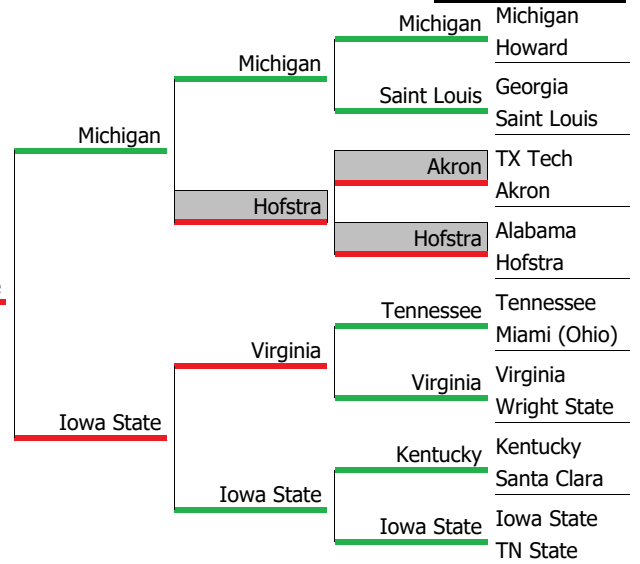 Michigan
Howard
Georgia
Saint Louis
TX Tech
Akron
Alabama
Hofstra
Tennessee
Miami (Ohio)
Virginia
Wright State
Kentucky
Santa Clara
Iowa State
TN State
Michigan
Saint Louis
Akron
Hofstra
Tennessee
Virginia
Kentucky
Iowa State
Michigan
Hofstra
Virginia
Iowa State
Michigan
Iowa State